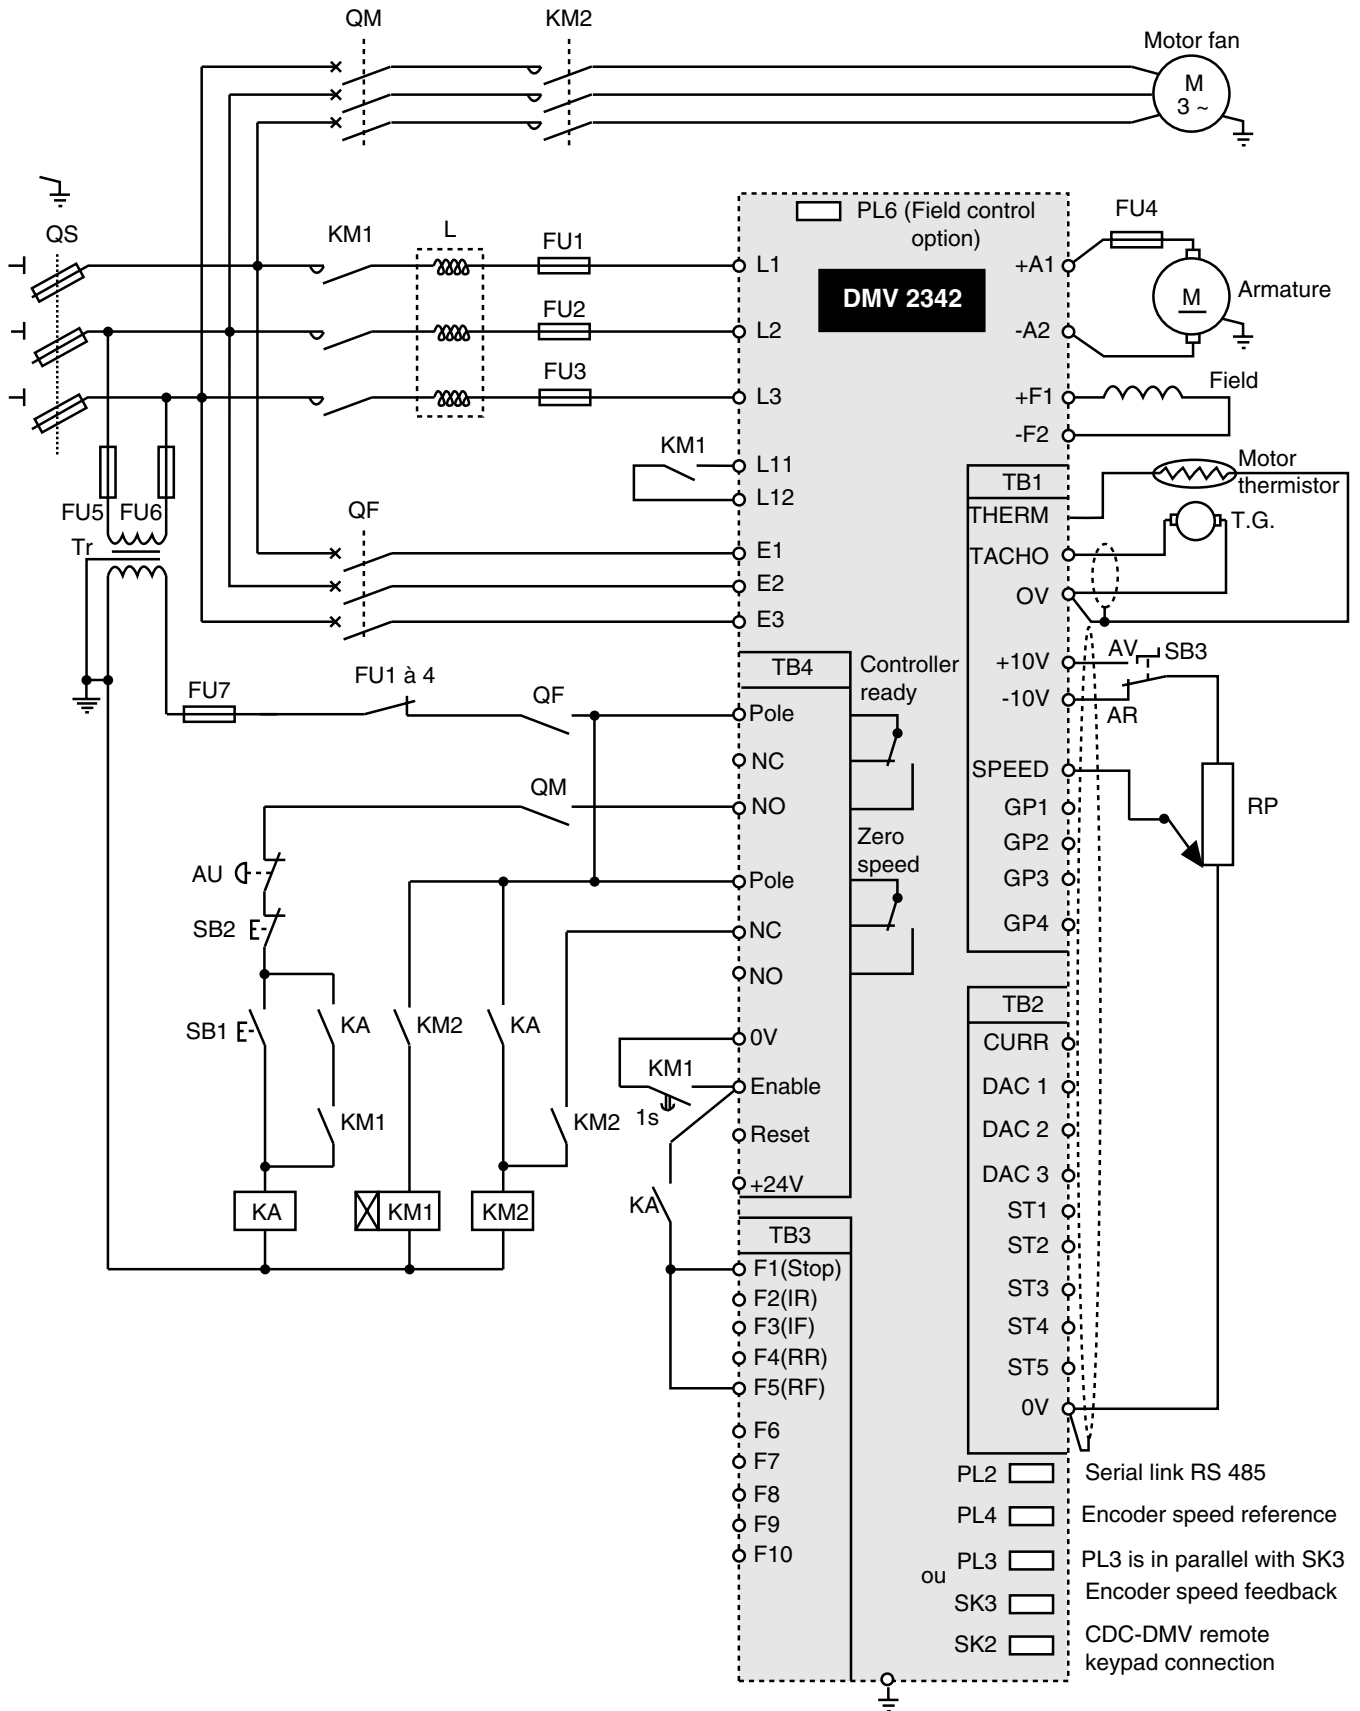 QM
KM2
Motor fan
M
3 ~
QS
KM1
L
FU1
FU2
FU3
PL6 (Field control
option)
DMV 2342
L1
L2
L3
L11
L12
E1
E2
E3
+A1
-A2
+F1
-F2
FU4
M
Armature
Field
KM1
FU5
FU6
Tr
QF
TB1
THERM
TACHO
OV
+10V
-10V
SPEED
GP1
GP2
GP3
GP4
Motor
thermistor
T.G.
AV
SB3
AR
RP
FU7
FU1 à 4
QF
QM
TB4
Controller
ready
Pole
NC
NO
Zero
speed
Pole
NC
NO
0V
Enable
Reset
+24V
AU
SB2
SB1
KA
KM2
KA
KM1
KM2
KM1
1s
KA
KA
KM1
KM2
TB2
CURR
DAC 1
DAC 2
DAC 3
ST1
ST2
ST3
ST4
ST5
0V
TB3
F1(Stop)
F2(IR)
F3(IF)
F4(RR)
F5(RF)
F6
F7
F8
F9
F10
PL2
Serial link RS 485
PL4
Encoder speed reference
PL3
PL3 is in parallel with SK3
ou
SK3
Encoder speed feedback
SK2
CDC-DMV remote
keypad connection